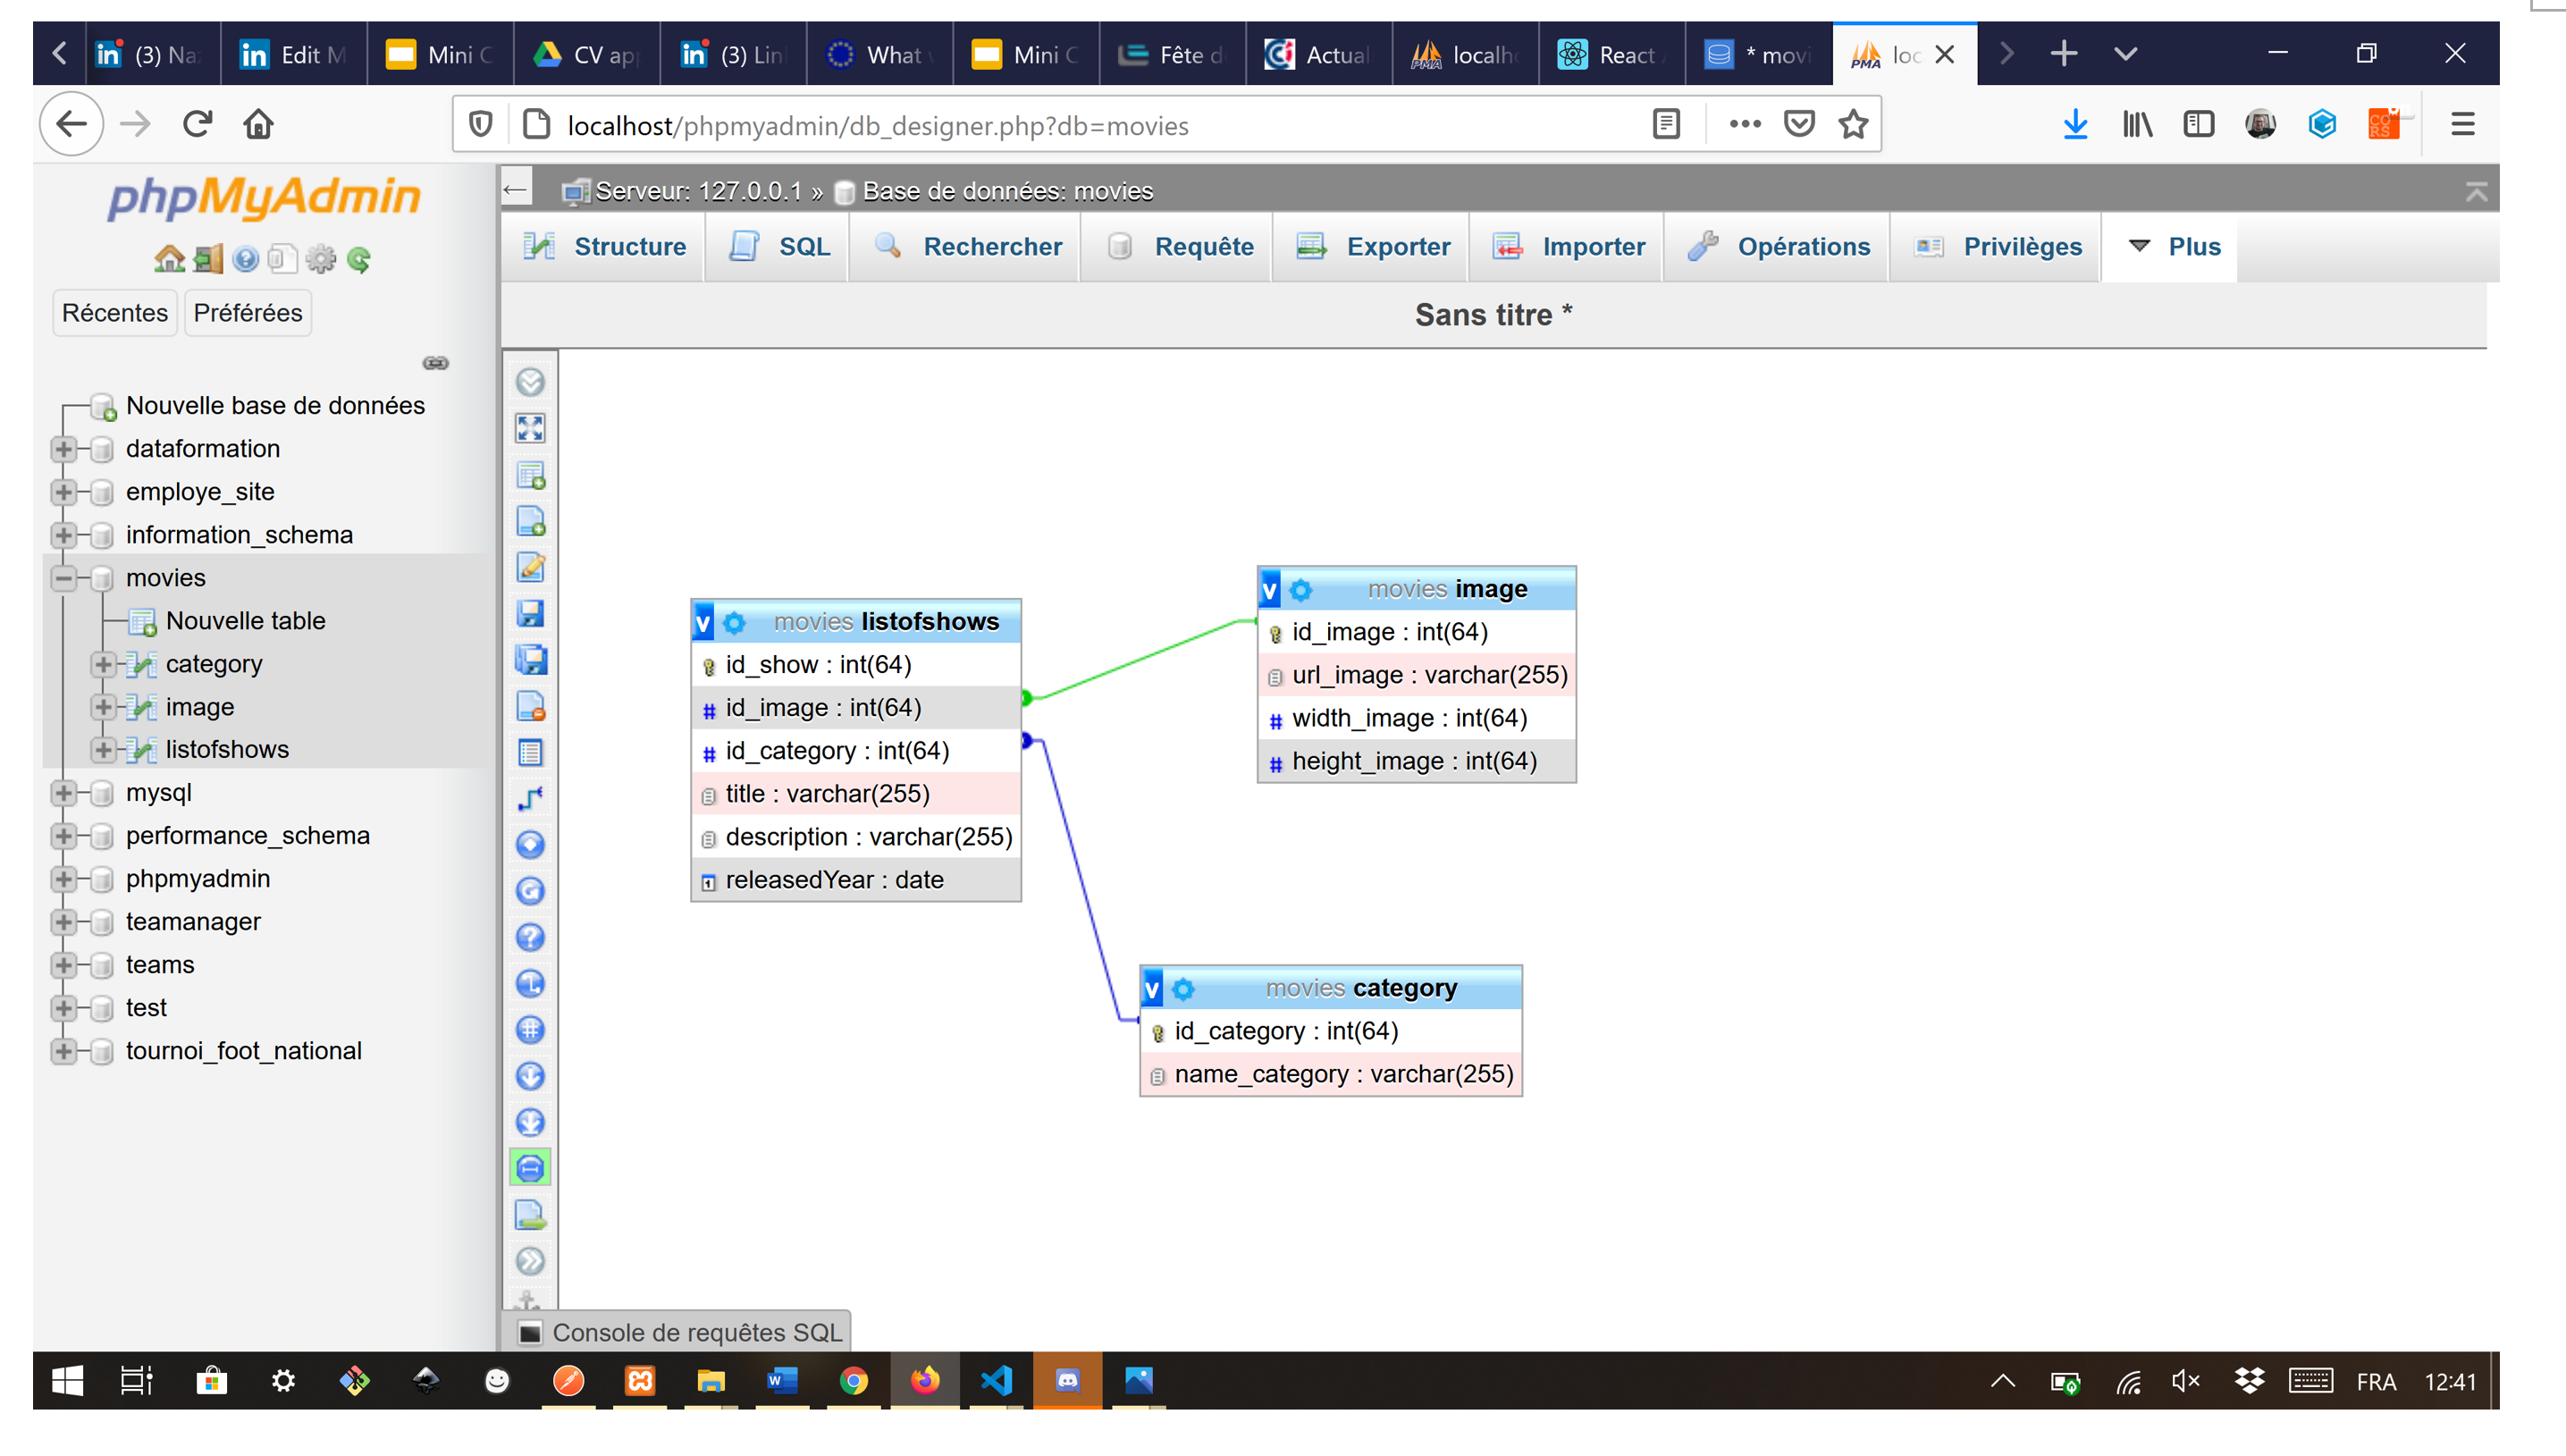 (3) Na
Edit M
Mini C
CV ap
(3) Lin
What
Mini C
Fête d
Actual
localh
React
* movi
loc
localhost/phpmyadmin/db_designer.php?db=movies
phpMyAdmin
Récentes
Préférées
Nouvelle base de données
dataformation
employe_site
information_schema
movies
Nouvelle table
category
image
listofshows
mysql
performance_schema
phpmyadmin
teamanager
teams
test
tournoi_foot_national
Serveur: 127.0.0.1 » Base de données: movies
Structure
SQL
Rechercher
Requête
Exporter
Importer
Opérations
Privilèges
Plus
Sans titre *
v movies listofshows
id_show : int(64)
# id_image : int(64)
# id_category : int(64)
title : varchar(255)
description : varchar(255)
releasedYear : date
v movies image
id_image : int(64)
url_image : varchar(255)
# width_image : int(64)
# height_image : int(64)
v movies category
id_category : int(64)
name_category : varchar(255)
Console de requêtes SQL
FRA
12:41